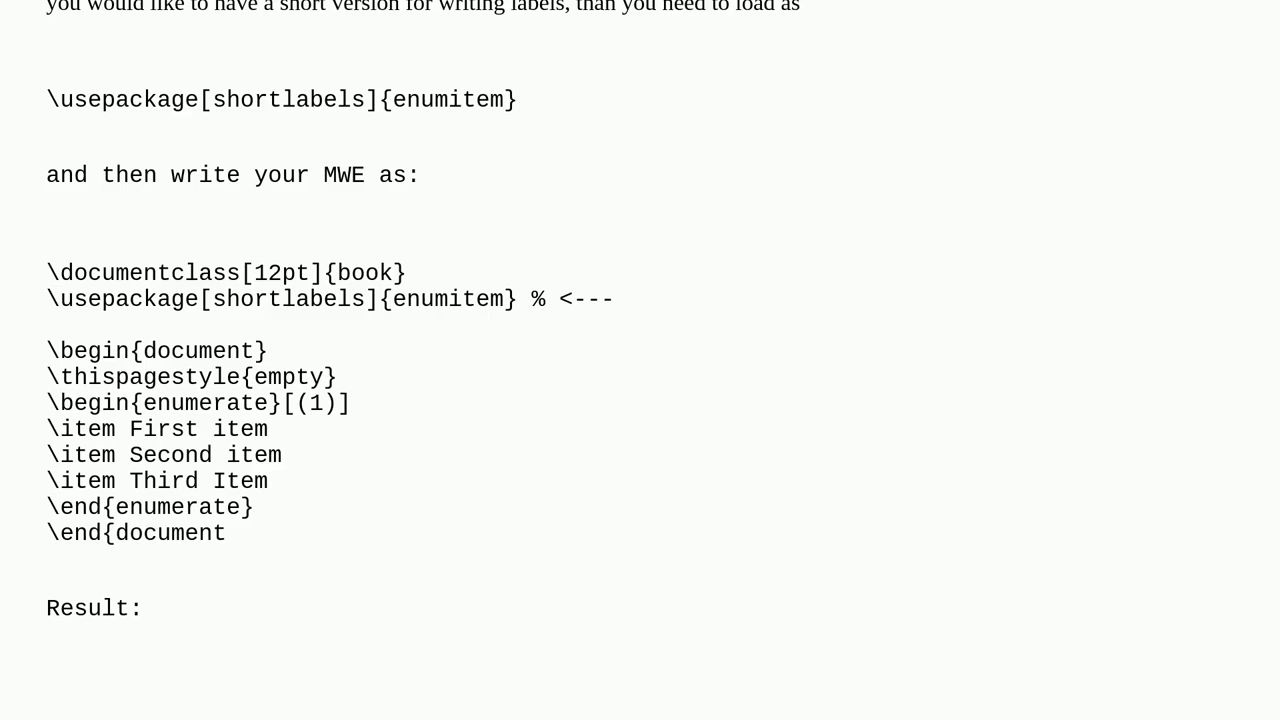 you would like to have a short version for writing labels, than you need to load as
\usepackage[shortlabels]{enumitem}
and then write your MWE as:
\documentclass[12pt]{book}
\usepackage[shortlabels]{enumitem} % <---
\begin{document}
\thispagestyle{empty}
\begin{enumerate}[(1)]
\item First item
\item Second item
\item Third Item
\end{enumerate}
\end{document
Result: